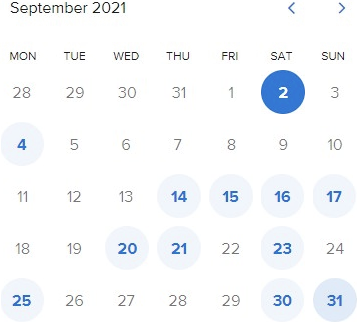 September 2021
MON TUE WED THU FRI SAT SUN
28 29 30 31 1 2 3
4 5 6 7 8 9 10
11 12 13 14 15 16 17
18 19 20 21 22 23 24
25 26 27 28 29 30 31